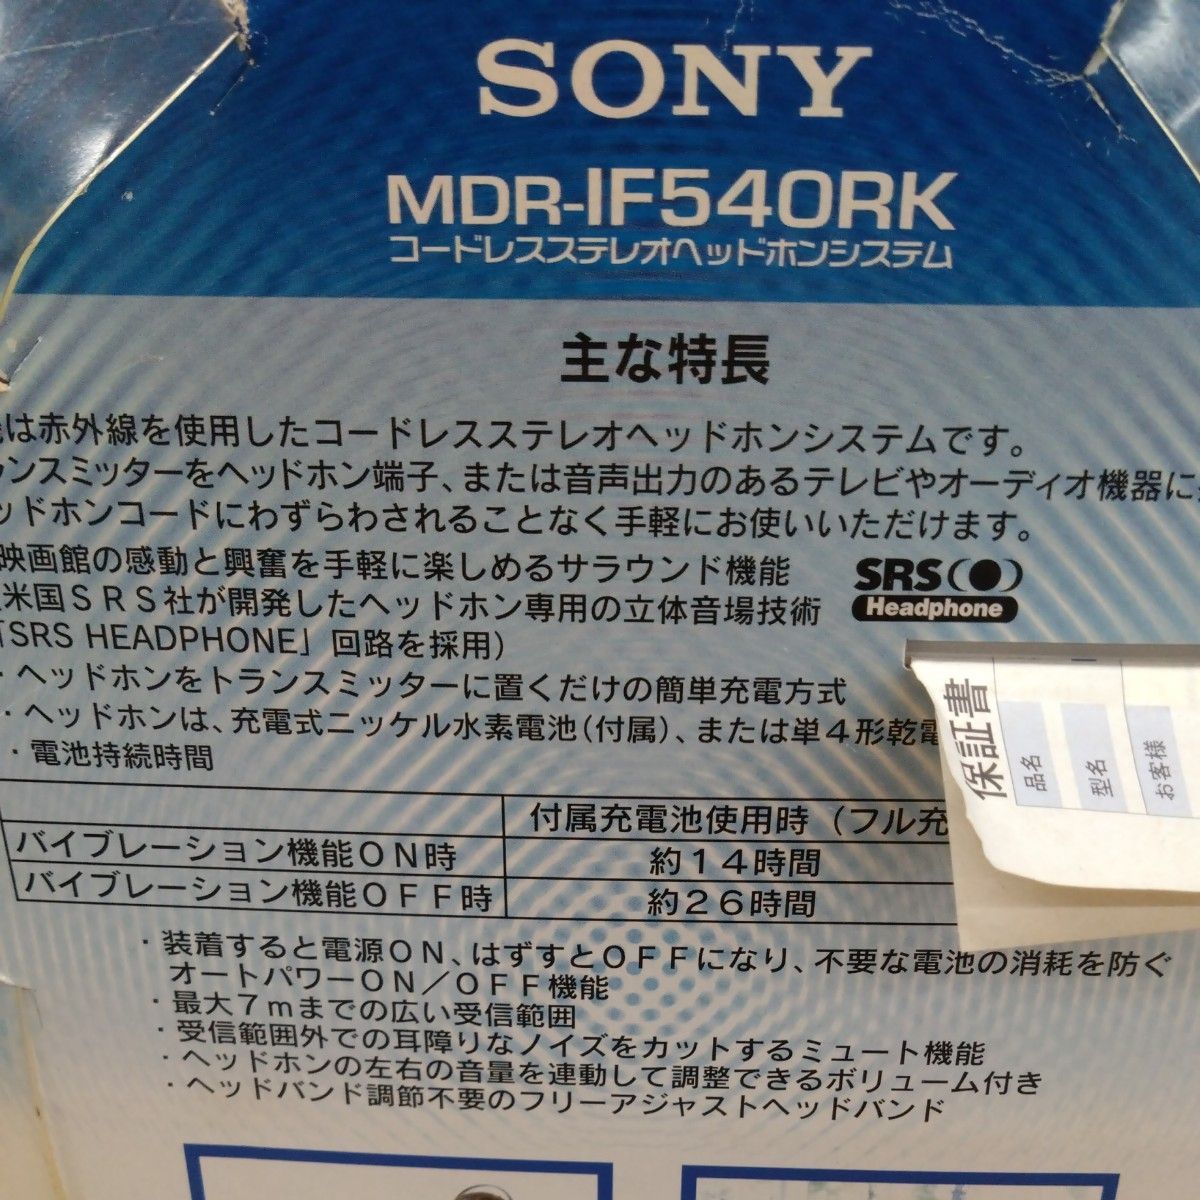 SONY
MDR-IF540RK
コードレスステレオヘッドホンシステム
主な特長
は赤外線を使用したコードレスステレオヘッドホンシステムです。
ランスミッターをヘッドホン端子、または音声出力のあるテレビやオーディオ機器に
ッドホンコードにわずらわされることなく手軽にお使いいただけます。
映画館の感動と興奮を手軽に楽しめるサラウンド機能
米国SRS社が開発したヘッドホン専用の立体音場技術
「SRS HEADPHONE」回路を採用)
SRS
Headphone
・ヘッドホンをトランスミッターに置くだけの簡単充電方式
・ヘッドホンは、充電式ニッケル水素電池(付属)、または単4形乾電
・電池持続時間
付属充電池使用時(フル充
バイブレーション機能ON時 約14時間
バイブレーション機能OFF時 約26時間
保証書
品名
型名
お客様
・装着すると電源ON、はずすとOFFになり、不要な電池の消耗を防ぐ
オートパワーON/OFF機能
・最大7mまでの広い受信範囲
・受信範囲外での耳障りなノイズをカットするミュート機能
・ヘッドホンの左右の音量を連動して調整できるボリューム付き
・ヘッドバンド調節不要のフリーアジャストヘッドバンド